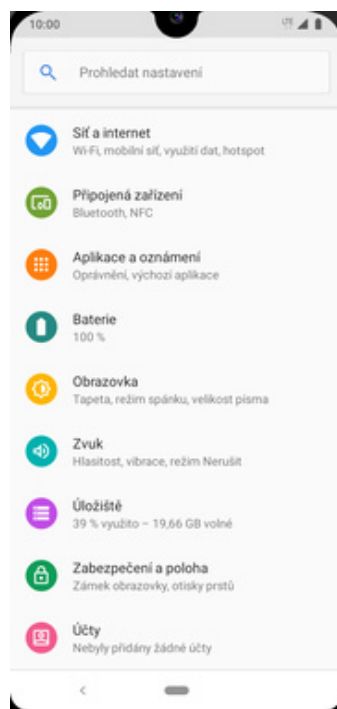 10:00
LTE
Prohledat nastavení
Síť a internet
Wi-Fi, mobilní síť, využití dat, hotspot
Připojená zařízení
Bluetooth, NFC
Aplikace a oznámení
Oprávnění, výchozí aplikace
Baterie
100 %
Obrazovka
Tapeta, režim spánku, velikost písma
Zvuk
Hlasitost, vibrace, režim Nerušit
Úložiště
39 % využito – 19,66 GB volné
Zabezpečení a poloha
Zámek obrazovky, otisky prstů
Účty
Nebyly přidány žádné účty